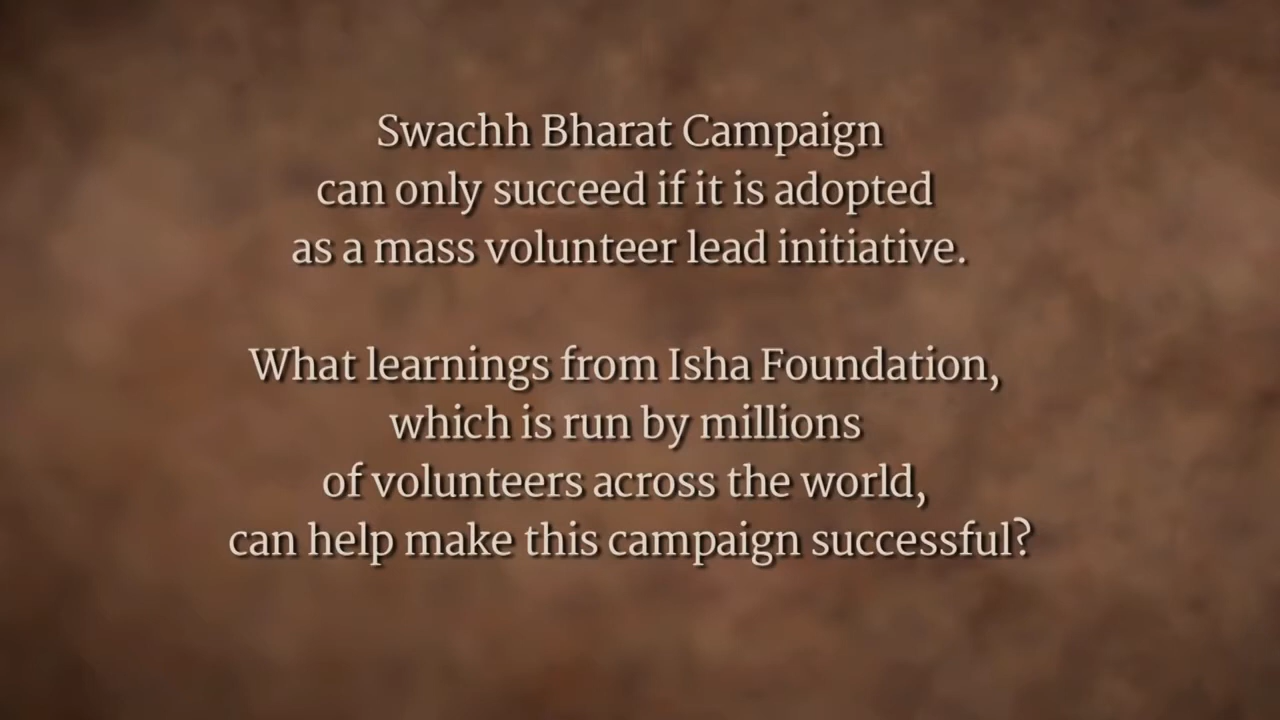 Swachh Bharat Campaign
can only succeed if it is adopted
as a mass volunteer lead initiative.
What learnings from Isha Foundation,
which is run by millions
of volunteers across the world,
can help make this campaign successful?